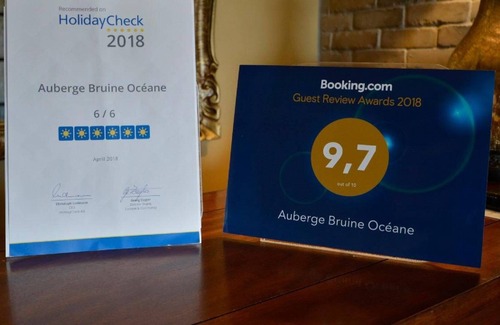 Recommended on
HolidayCheck
2018
Auberge Bruine Océane
6 / 6
April 2018
Booking.com
Guest Review Awards 2018
9,7
out of 10
Auberge Bruine Océane